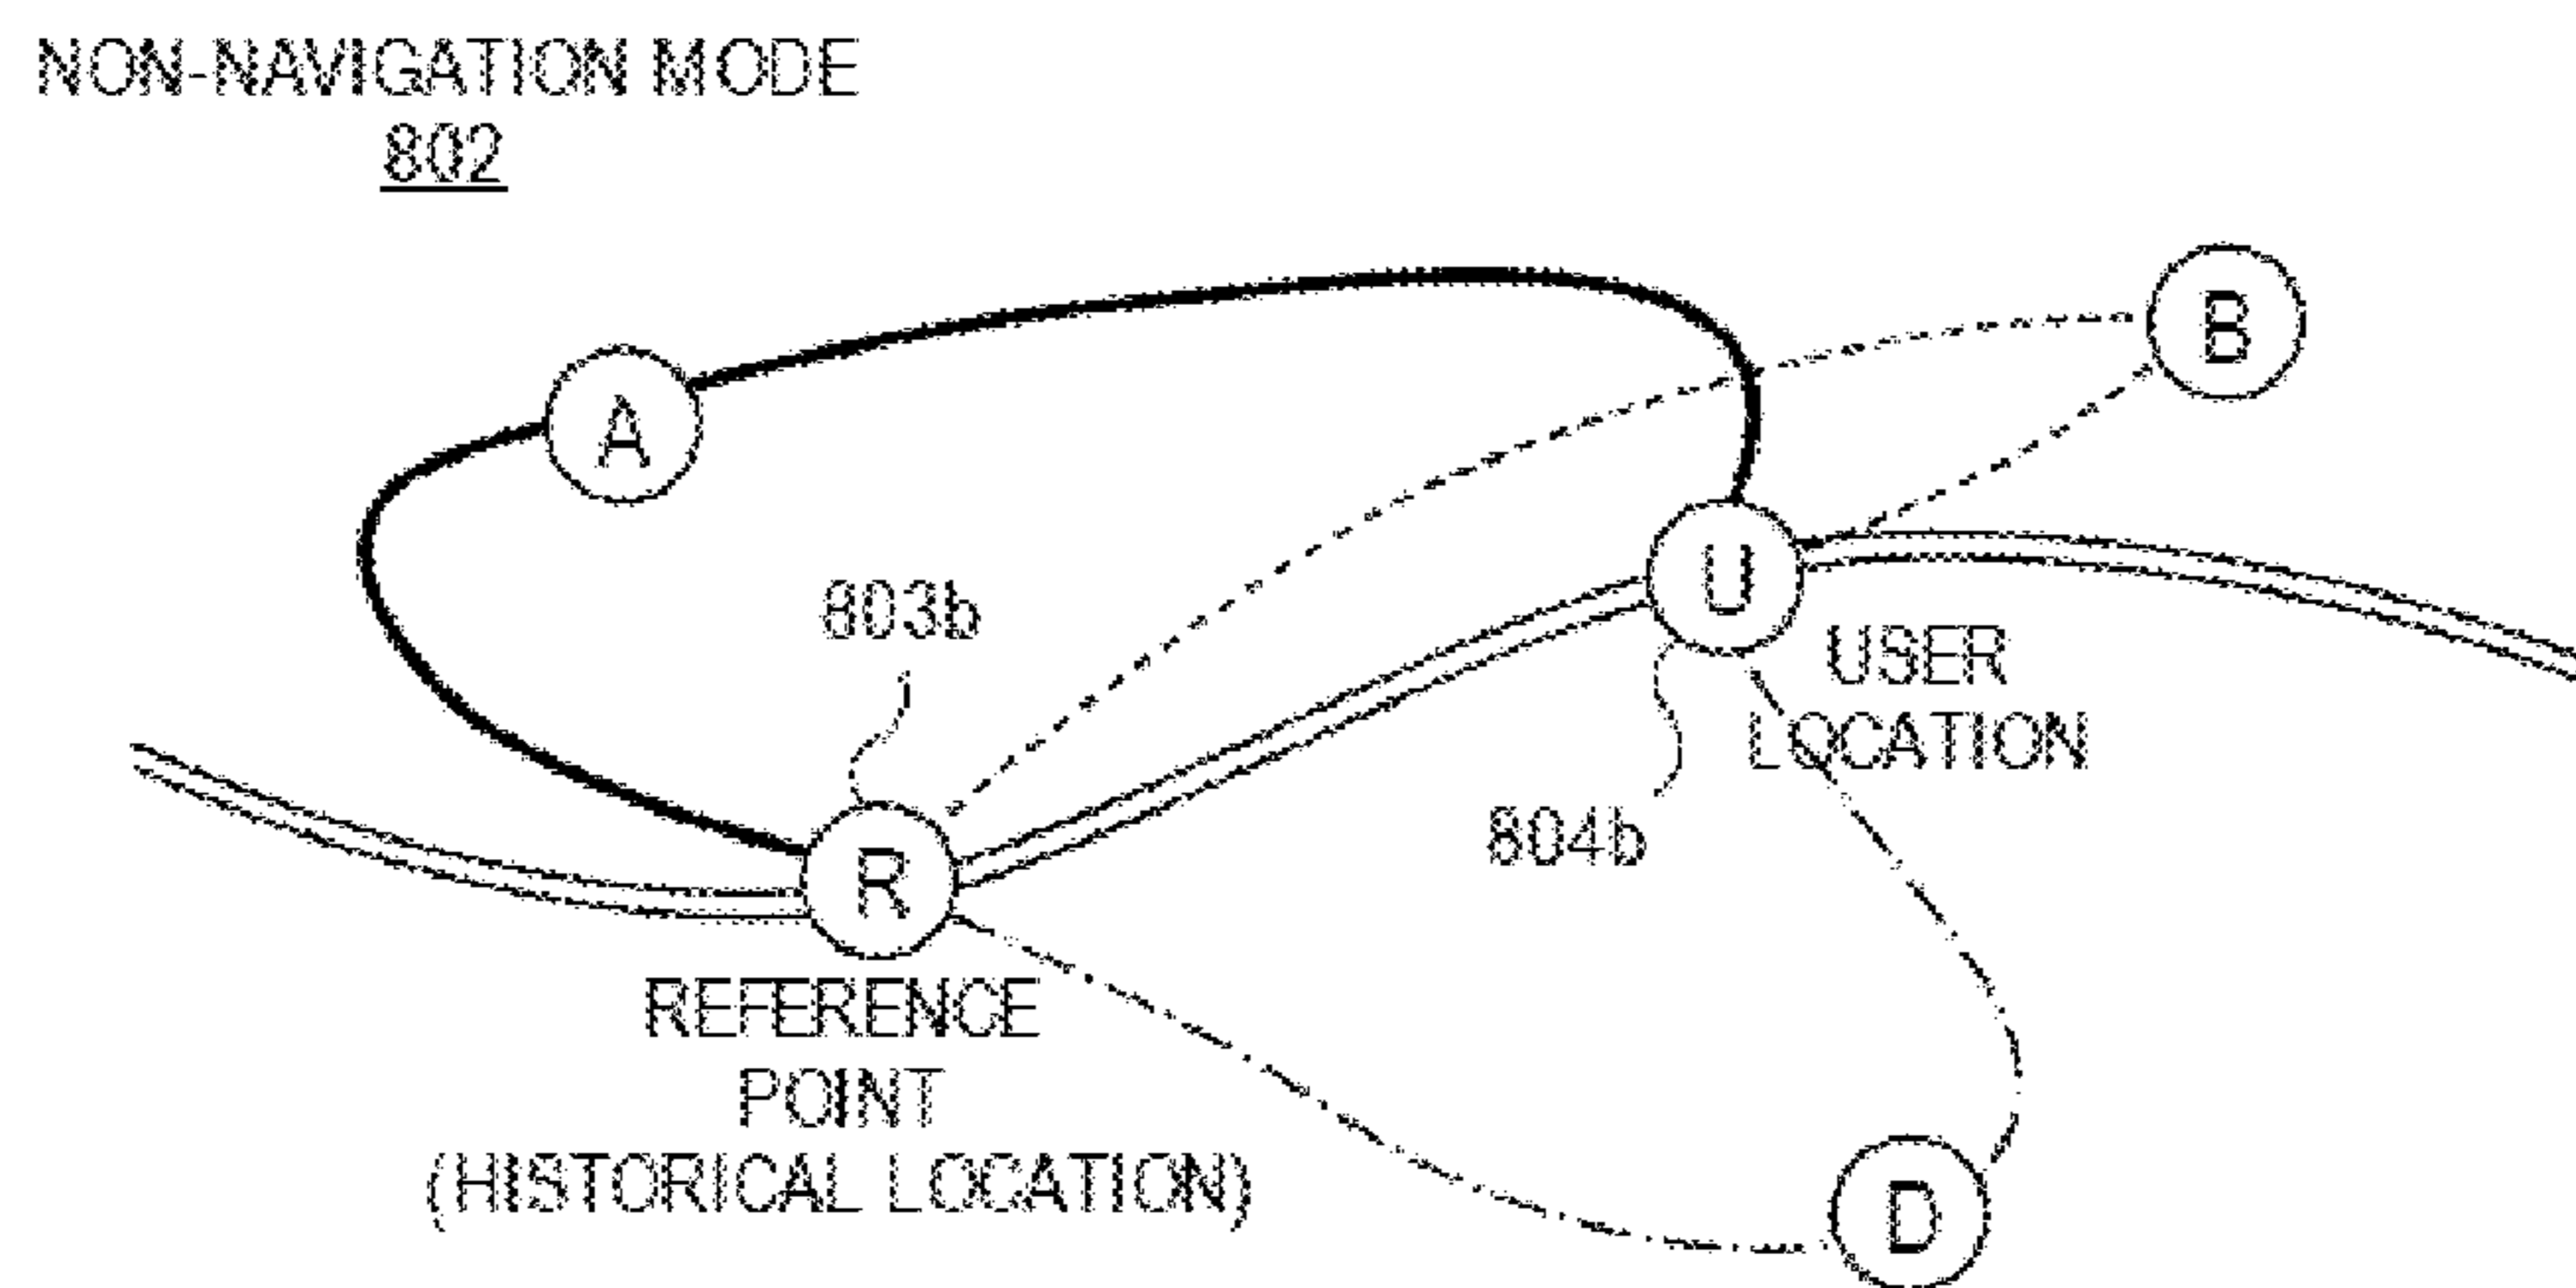 NON-NAVIGATION MODE
802
B
A
803b
U
USER
LOCATION
804b
R
REFERENCE
POINT
(HISTORICAL LOCATION)
D